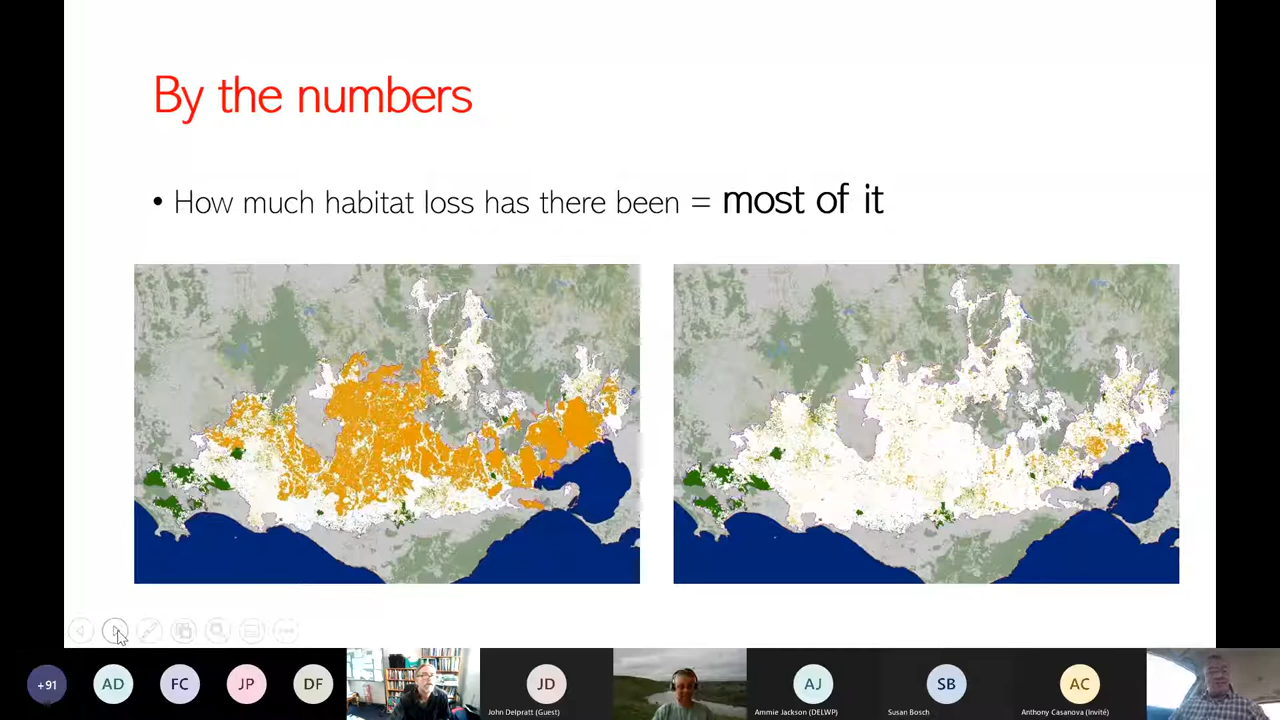 By the numbers
• How much habitat loss has there been = most of it
+91
AD
FC
JP
DF
JD
John Delpratt (Guest)
AJ
Ammie Jackson (DELWP)
SB
Susan Bosch
AC
Anthony Casanova (Invité)